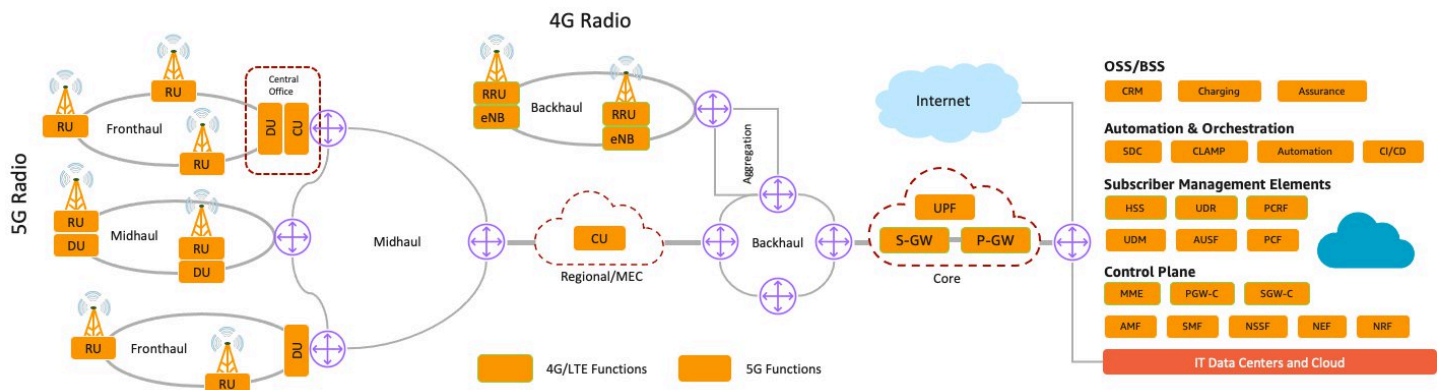 4G Radio
5G Radio
RU
RU
RU
RU
Fronthaul
Central
Office
DU
CU
RU
DU
RU
DU
Midhaul
RU
RU
Fronthaul
DU
Midhaul
RRU
eNB
RRU
eNB
Backhaul
Aggregation
CU
Regional/MEC
Backhaul
Internet
UPF
S-GW
P-GW
Core
4G/LTE Functions
5G Functions
OSS/BSS
CRM
Charging
Assurance
Automation & Orchestration
SDC
CLAMP
Automation
CI/CD
Subscriber Management Elements
HSS
UDR
PCRF
UDM
AUSF
PCF
Control Plane
MME
PGW-C
SGW-C
AMF
SMF
NSSF
NEF
NRF
IT Data Centers and Cloud